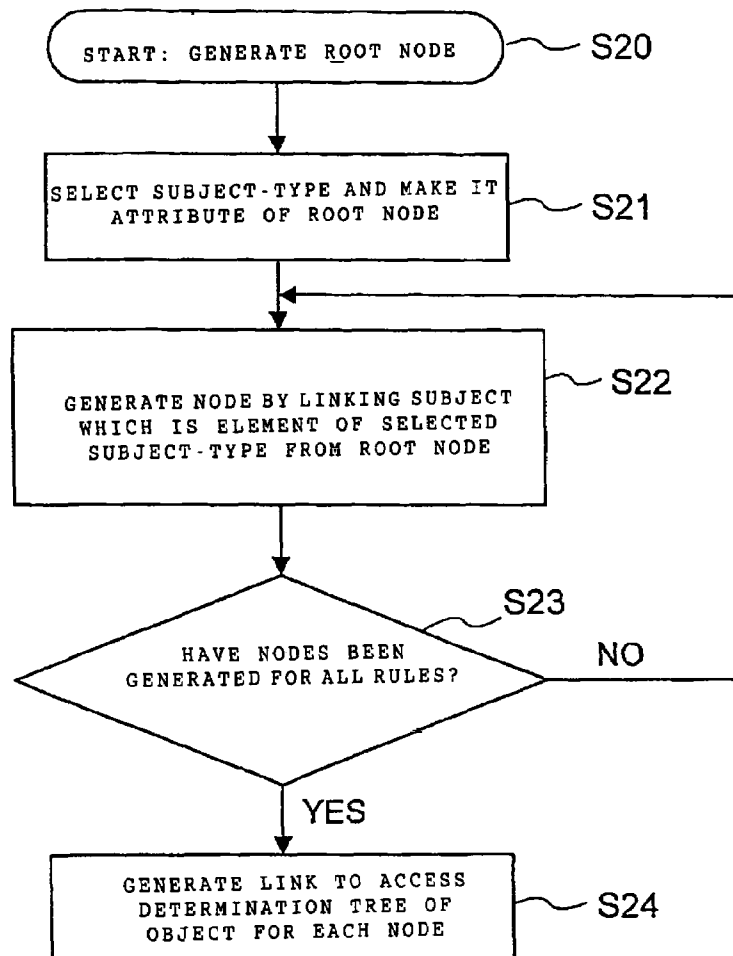 START: GENERATE ROOT NODE
S20
SELECT SUBJECT-TYPE AND MAKE IT
ATTRIBUTE OF ROOT NODE
S21
GENERATE NODE BY LINKING SUBJECT
WHICH IS ELEMENT OF SELECTED
SUBJECT-TYPE FROM ROOT NODE
S22
S23
HAVE NODES BEEN
GENERATED FOR ALL RULES?
NO
YES
GENERATE LINK TO ACCESS
DETERMINATION TREE OF
OBJECT FOR EACH NODE
S24